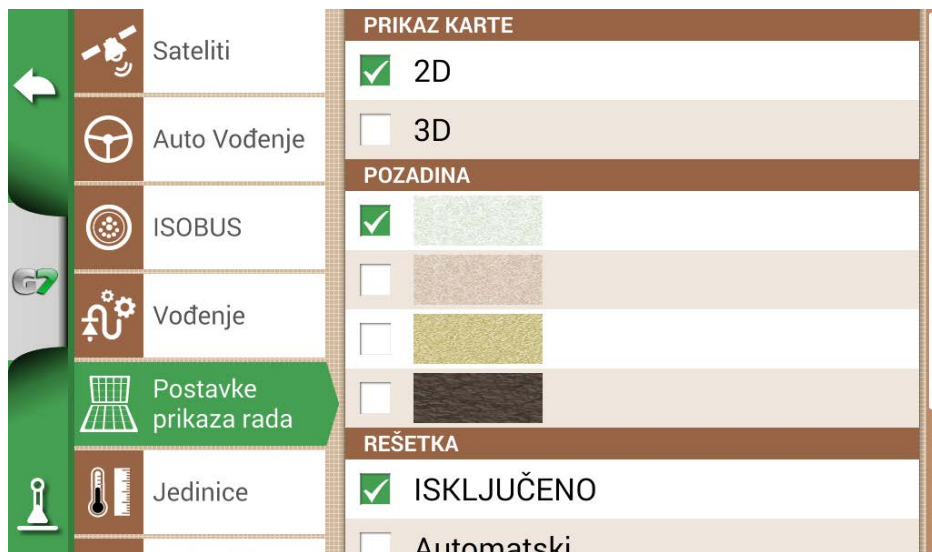 Sateliti
Auto Vođenje
ISOBUS
Vođenje
Postavke
prikaza rada
Jedinice
G7
PRIKAZ KARTE
2D
3D
POZADINA
REŠETKA
ISKLJUČENO
Automatski